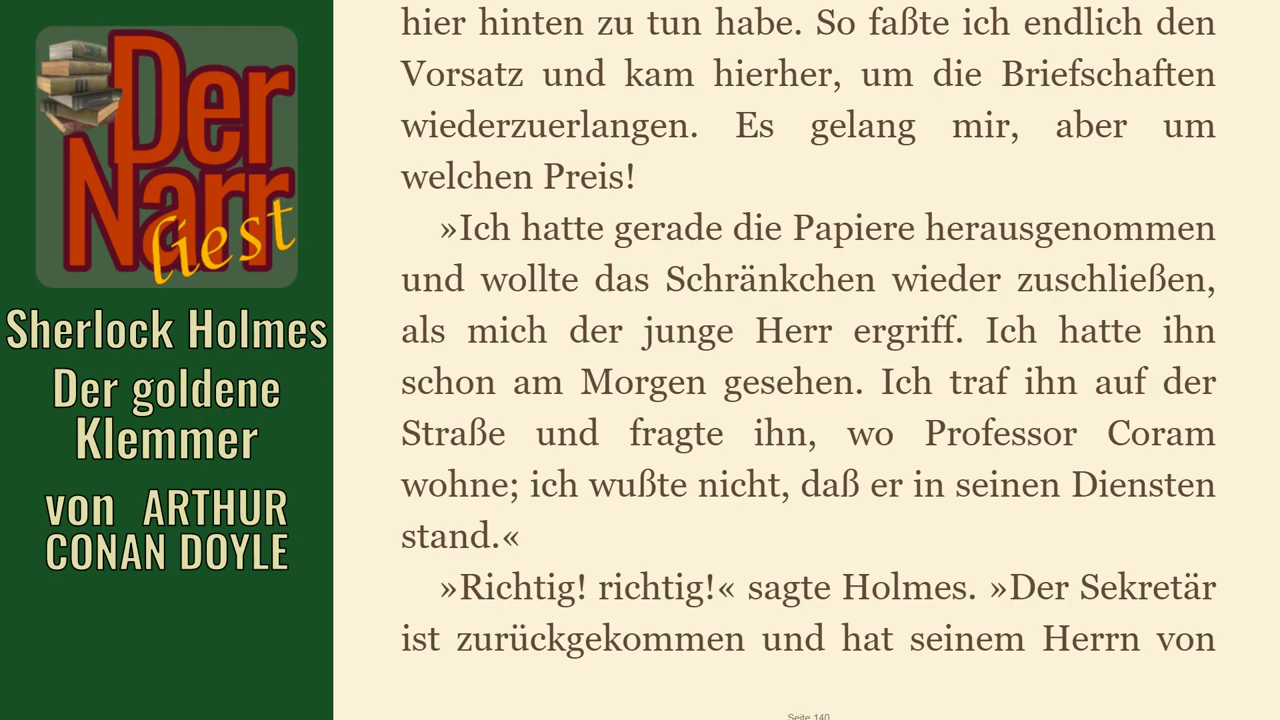 Der
Narr
liest
Sherlock Holmes
Der goldene
Klemmer
von ARTHUR
CONAN DOYLE
hier hinten zu tun habe. So faßte ich endlich den
Vorsatz und kam hierher, um die Briefschaften
wiederzuerlangen. Es gelang mir, aber um
welchen Preis!
»Ich hatte gerade die Papiere herausgenommen
und wollte das Schränkchen wieder zuschließen,
als mich der junge Herr ergriff. Ich hatte ihn
schon am Morgen gesehen. Ich traf ihn auf der
Straße und fragte ihn, wo Professor Coram
wohne; ich wußte nicht, daß er in seinen Diensten
stand.«
»Richtig! richtig!« sagte Holmes. »Der Sekretär
ist zurückgekommen und hat seinem Herrn von
Seite 140